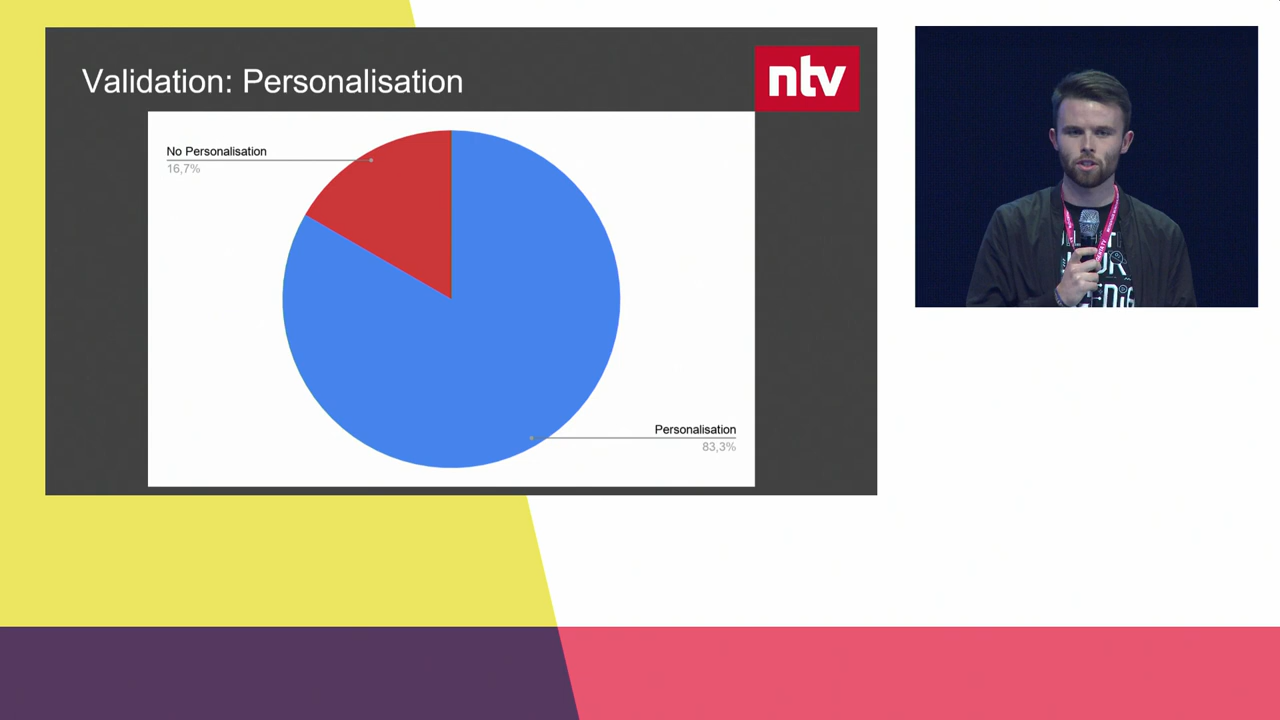 Validation: Personalisation
ntv
No Personalisation
16,7%
Personalisation
83,3%